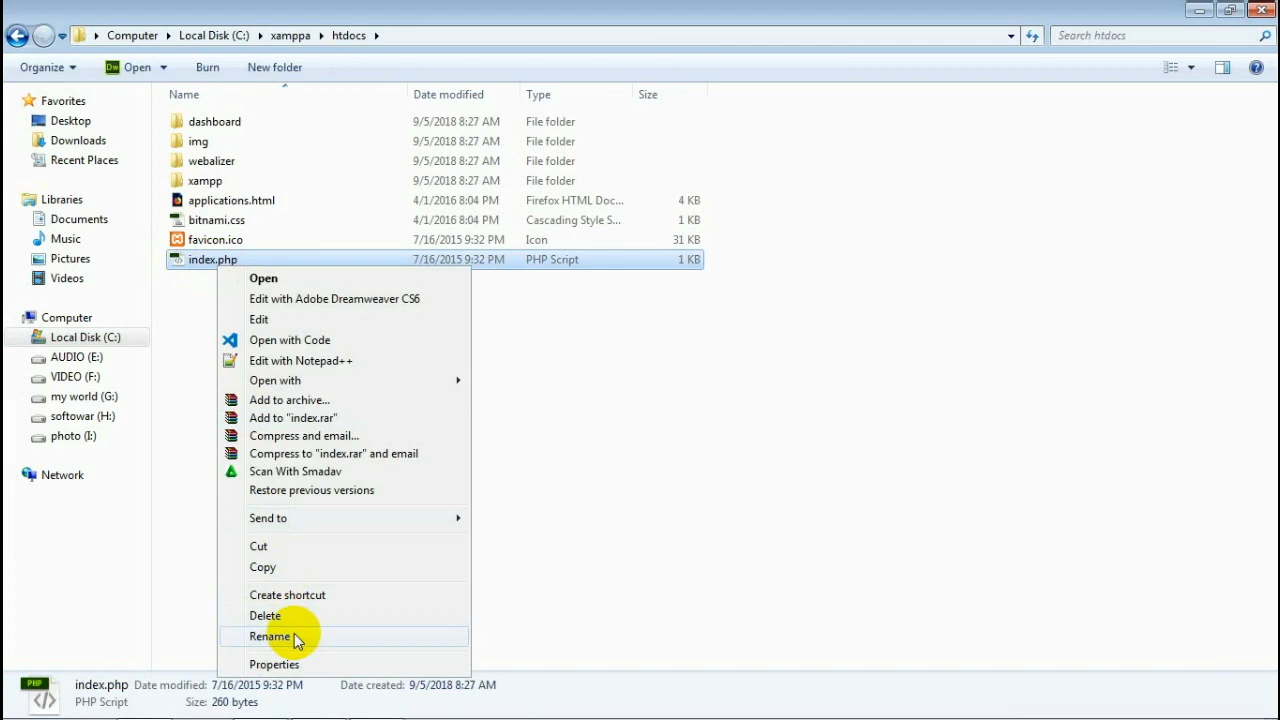 Computer Local Disk (C:) xamppa htdocs Search htdocs
Organize Dw Open Burn New folder
Name Date modified Type Size
Favorites
Desktop
Downloads
Recent Places
Libraries
Documents
Music
Pictures
Videos
Computer
Local Disk (C:)
AUDIO (E:)
VIDEO (F:)
my world (G:)
softowar (H:)
photo (I:)
Network
dashboard 9/5/2018 8:27 AM File folder
img 9/5/2018 8:27 AM File folder
webalizer 9/5/2018 8:27 AM File folder
xampp 9/5/2018 8:27 AM File folder
applications.html 4/1/2016 8:04 PM Firefox HTML Doc... 4 KB
bitnami.css 4/1/2016 8:04 PM Cascading Style S... 1 KB
favicon.ico 7/16/2015 9:32 PM Icon 31 KB
index.php 7/16/2015 9:32 PM PHP Script 1 KB
Open
Edit with Adobe Dreamweaver CS6
Edit
Open with Code
Edit with Notepad++
Open with
Add to archive...
Add to "index.rar"
Compress and email...
Compress to "index.rar" and email
Scan With Smadav
Restore previous versions
Send to
Cut
Copy
Create shortcut
Delete
Rename
Properties
PHP
index.php Date modified: 7/16/2015 9:32 PM Date created: 9/5/2018 8:27 AM
PHP Script Size: 260 bytes